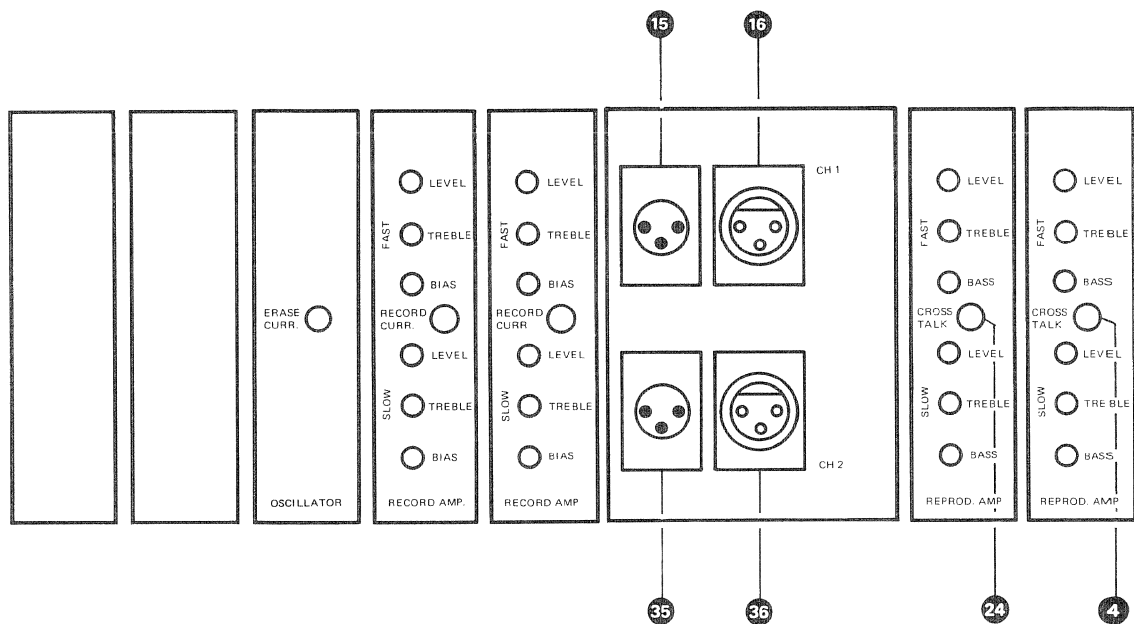 15
16
ERASE
CURR.
OSCILLATOR
LEVEL
FAST
TREBLE
BIAS
RECORD
CURR.
LEVEL
SLOW
TREBLE
BIAS
RECORD AMP.
LEVEL
FAST
TREBLE
BIAS
RECORD
CURR
LEVEL
SLOW
TREBLE
BIAS
RECORD AMP
CH 1
CH 2
LEVEL
FAST
TREBLE
BASS
CROSS
TALK
LEVEL
SLOW
TREBLE
BASS
REPROD. AMP
LEVEL
FAST
TREBLE
BASS
CROSS
TALK
LEVEL
SLOW
TREBLE
BASS
REPROD. AMP
35
36
24
4